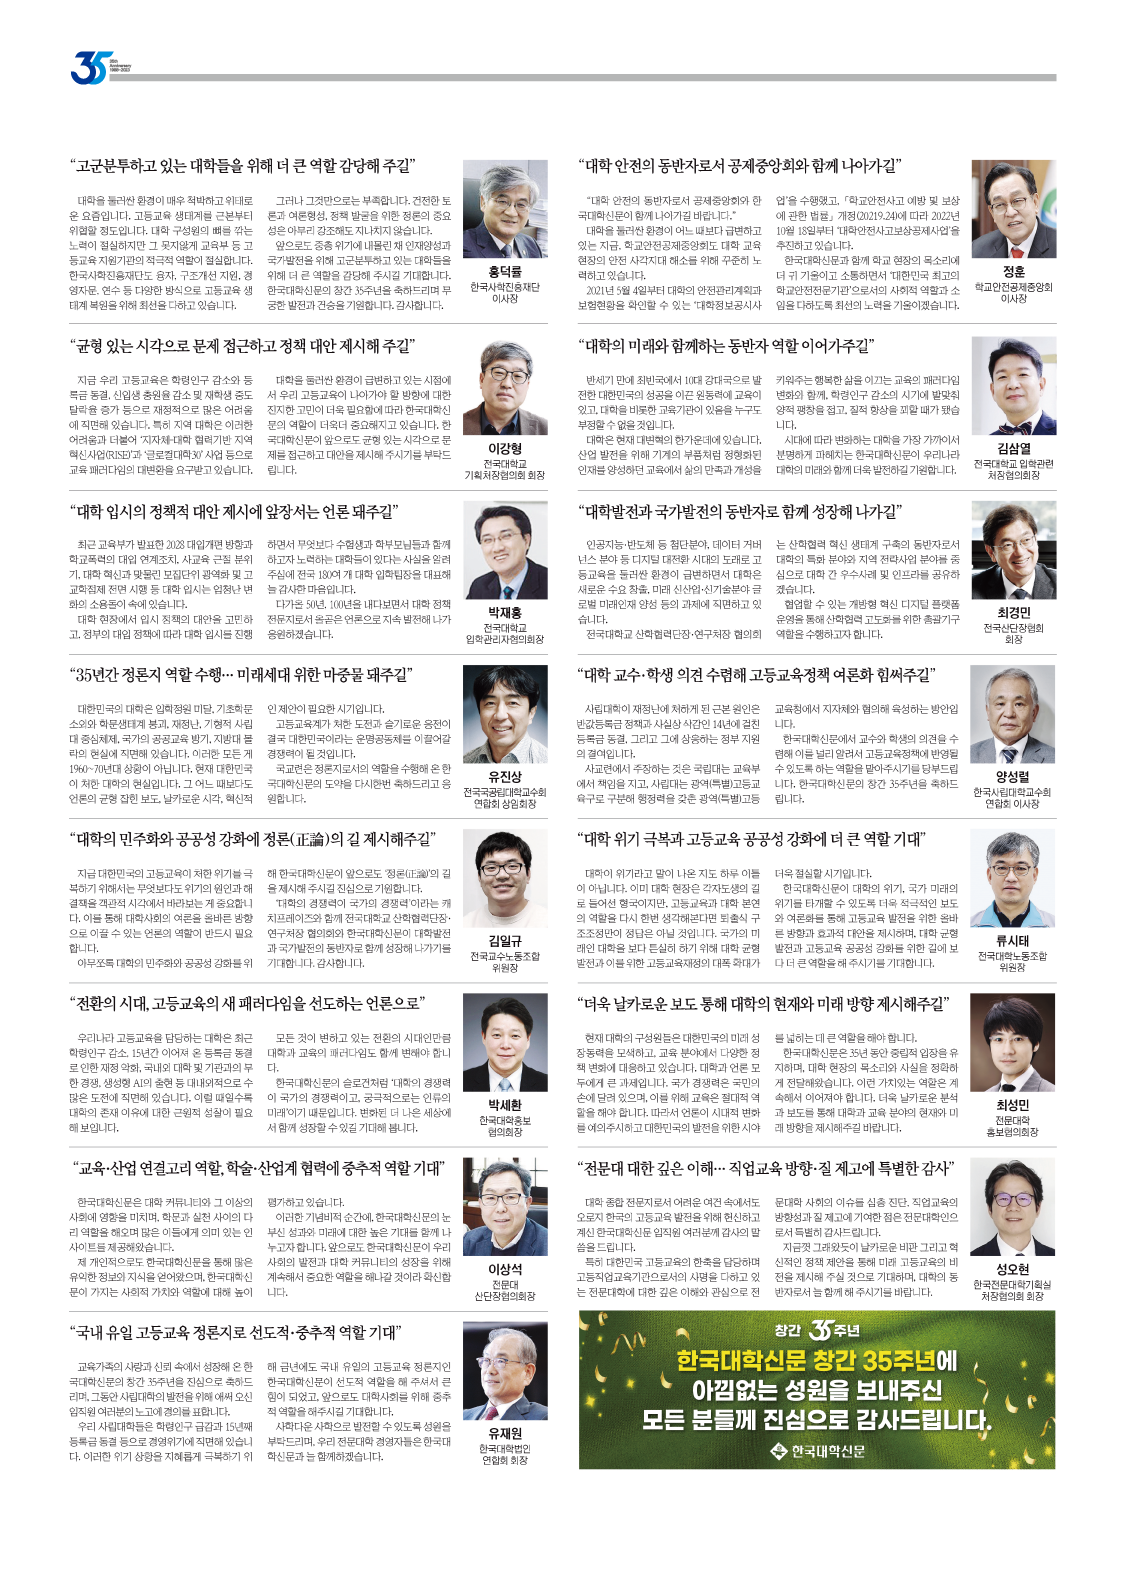 35
35th
Anniversary
1988~2023
“고군분투하고 있는 대학들을 위해 더 큰 역할 감당해 주길”
대학을 둘러싼 환경이 매우 척박하고 위태로
운 요즘입니다. 고등교육 생태계를 근본부터
위협할 정도입니다. 대학 구성원의 뼈를 깎는
노력이 절실하지만 그 못지않게 교육부 등 고
등교육 지원기관의 적극적 역할이 절실합니다.
한국사학진흥재단도 융자, 구조개선 지원, 경
영자문, 연수 등 다양한 방식으로 고등교육 생
태계 복원을 위해 최선을 다하고 있습니다.
그러나 그것만으로는 부족합니다. 건전한 토
론과 여론형성, 정책 발굴을 위한 정론의 중요
성은 아무리 강조해도 지나치지 않습니다.
앞으로도 중층 위기에 내몰린 채 인재양성과
국가발전을 위해 고군분투하고 있는 대학들을
위해 더 큰 역할을 감당해 주시길 기대합니다.
한국대학신문의 창간 35주년을 축하드리며 무
궁한 발전과 건승을 기원합니다. 감사합니다.
홍덕률
한국사학진흥재단
이사장
“균형 있는 시각으로 문제 접근하고 정책 대안 제시해 주길”
지금 우리 고등교육은 학령인구 감소와 등
록금 동결, 신입생 충원율 감소 및 재학생 중도
탈락율 증가 등으로 재정적으로 많은 어려움
에 직면해 있습니다. 특히 지역 대학은 이러한
어려움과 더불어 ‘지자체-대학 협력기반 지역
혁신사업(RISE)’과 ‘글로컬대학30’ 사업 등으로
교육 패러다임의 대변환을 요구받고 있습니다.
대학을 둘러싼 환경이 급변하고 있는 시점에
서 우리 고등교육이 나아가야 할 방향에 대한
진지한 고민이 더욱 필요함에 따라 한국대학신
문의 역할이 더욱더 중요해지고 있습니다. 한
국대학신문이 앞으로도 균형 있는 시각으로 문
제를 접근하고 대안을 제시해 주시기를 부탁드
립니다.
이강형
전국대학교
기획처장협의회 회장
“대학 입시의 정책적 대안 제시에 앞장서는 언론 돼주길”
최근 교육부가 발표한 2028 대입개편 방향과
학교폭력의 대입 연계조치, 사교육 근절 분위
기, 대학 혁신과 맞물린 모집단위 광역화 및 고
교학점제 전면 시행 등 대학 입시는 엄청난 변
화의 소용돌이 속에 있습니다.
대학 현장에서 입시 정책의 대안을 고민하
고, 정부의 대입 정책에 따라 대학 입시를 진행
하면서 무엇보다 수험생과 학부모님들과 함께
하고자 노력하는 대학들이 있다는 사실을 알려
주심에 전국 180여 개 대학 입학팀장을 대표해
늘 감사한 마음입니다.
다가올 50년, 100년을 내다보면서 대학 정책
전문지로서 올곧은 언론으로 지속 발전해 나가
응원하겠습니다.
박재홍
전국대학교
입학관리자협의회장
“35년간 정론지 역할 수행… 미래세대 위한 마중물 돼주길”
대한민국의 대학은 입학정원 미달, 기초학문
소외와 학문생태계 붕괴, 재정난, 기형적 사립
대 중심체제, 국가의 공공교육 방기, 지방대 몰
락의 현실에 직면해 있습니다. 이러한 모든 게
1960~70년대 상황이 아닙니다. 현재 대한민국
이 처한 대학의 현실입니다. 그 어느 때보다도
언론의 균형 잡힌 보도, 날카로운 시각, 혁신적
인 제안이 필요한 시기입니다.
고등교육계가 처한 도전과 슬기로운 응전이
결국 대한민국이라는 운명공동체를 이끌어갈
경쟁력이 될 것입니다.
국교련은 정론지로서의 역할을 수행해 온 한
국대학신문의 도약을 다시한번 축하드리고 응
원합니다.
유진상
전국국공립대학교수회
연합회 상임회장
“대학의 민주화와 공공성 강화에 정론(正論)의 길 제시해주길”
지금 대한민국의 고등교육이 처한 위기를 극
복하기 위해서는 무엇보다도 위기의 원인과 해
결책을 객관적 시각에서 바라보는 게 중요합니
다. 이를 통해 대학사회의 여론을 올바른 방향
으로 이끌 수 있는 언론의 역할이 반드시 필요
합니다.
아무쪼록 대학의 민주화와 공공성 강화를 위
해 한국대학신문이 앞으로도 ‘정론(正論)’의 길
을 제시해 주시길 진심으로 기원합니다.
‘대학의 경쟁력이 국가의 경쟁력’이라는 캐
치프레이즈와 함께 전국대학교 산학협력단장·
연구처장 협의회와 한국대학신문이 대학발전
과 국가발전의 동반자로 함께 성장해 나가기를
기대합니다. 감사합니다.
김일규
전국교수노동조합
위원장
“전환의 시대, 고등교육의 새 패러다임을 선도하는 언론으로”
우리나라 고등교육을 담당하는 대학은 최근
학령인구 감소, 15년간 이어져 온 등록금 동결
로 인한 재정 악화, 국내외 대학 및 기관과의 무
한 경쟁, 생성형 AI의 출현 등 대내외적으로 수
많은 도전에 직면해 있습니다. 이럴 때일수록
대학의 존재 이유에 대한 근원적 성찰이 필요
해 보입니다.
모든 것이 변하고 있는 전환의 시대인만큼
대학과 교육의 패러다임도 함께 변해야 합니
다.
한국대학신문의 슬로건처럼 ‘대학의 경쟁력
이 국가의 경쟁력이고, 궁극적으로는 인류의
미래’이기 때문입니다. 변화된 더 나은 세상에
서 함께 성장할 수 있길 기대해 봅니다.
박세환
한국대학홍보
협의회장
“교육·산업 연결고리 역할, 학술·산업계 협력에 중추적 역할 기대”
한국대학신문은 대학 커뮤니티와 그 이상의
사회에 영향을 미치며, 학문과 실천 사이의 다
리 역할을 해오며 많은 이들에게 의미 있는 인
사이트를 제공해왔습니다.
제 개인적으로도 한국대학신문을 통해 많은
유익한 정보와 지식을 얻어왔으며, 한국대학신
문이 가지는 사회적 가치와 역할에 대해 높이
평가하고 있습니다.
이러한 기념비적 순간에, 한국대학신문의 눈
부신 성과와 미래에 대한 높은 기대를 함께 나
누고자 합니다. 앞으로도 한국대학신문이 우리
사회의 발전과 대학 커뮤니티의 성장을 위해
계속해서 중요한 역할을 해나갈 것이라 확신합
니다.
이상석
전문대
산단장협의회장
“국내 유일 고등교육 정론지로 선도적·중추적 역할 기대”
교육가족의 사랑과 신뢰 속에서 성장해 온 한
국대학신문의 창간 35주년을 진심으로 축하드
리며, 그동안 사립대학의 발전을 위해 애써 오신
임직원 여러분의 노고에 경의를 표합니다.
우리 사립대학들은 학령인구 급감과 15년째
등록금 동결 등으로 경영위기에 직면해 있습니
다. 이러한 위기 상황을 지혜롭게 극복하기 위
해 금년에도 국내 유일의 고등교육 정론지인
한국대학신문이 선도적 역할을 해 주셔서 큰
힘이 되었고, 앞으로도 대학사회를 위해 중추
적 역할을 해주시길 기대합니다.
사학다운 사학으로 발전할 수 있도록 성원을
부탁드리며, 우리 전문대학 경영자들은 한국대
학신문과 늘 함께하겠습니다.
유재원
한국대학법인
연합회 회장
“대학 안전의 동반자로서 공제중앙회와 함께 나아가길”
“대학 안전의 동반자로서 공제중앙회와 한
국대학신문이 함께 나아가길 바랍니다.”
대학을 둘러싼 환경이 어느 때보다 급변하고
있는 지금, 학교안전공제중앙회도 대학 교육
현장의 안전 사각지대 해소를 위해 꾸준히 노
력하고 있습니다.
2021년 5월 4일부터 대학의 안전관리계획과
보험현황을 확인할 수 있는 ‘대학정보공시사
업’을 수행했고, 「학교안전사고 예방 및 보상
에 관한 법률」 개정(20219.24)에 따라 2022년
10월 18일부터 ‘대학안전사고보상공제사업’을
추진하고 있습니다.
한국대학신문과 함께 학교 현장의 목소리에
더 귀 기울이고 소통하면서 ‘대한민국 최고의
학교안전전문기관’으로서의 사회적 역할과 소
임을 다하도록 최선의 노력을 기울이겠습니다.
정훈
학교안전공제중앙회
이사장
“대학의 미래와 함께하는 동반자 역할 이어가주길”
반세기 만에 최빈국에서 10대 강대국으로 발
전한 대한민국의 성공을 이끈 원동력에 교육이
있고, 대학을 비롯한 교육기관이 있음을 누구도
부정할 수 없을 것입니다.
대학은 현재 대변혁의 한가운데에 있습니다.
산업 발전을 위해 기계의 부품처럼 정형화된
인재를 양성하던 교육에서 삶의 만족과 개성을
키워주는 행복한 삶을 이끄는 교육의 패러다임
변화와 함께, 학령인구 감소의 시기에 발맞춰
양적 팽창을 접고, 질적 향상을 꾀할 때가 됐습
니다.
시대에 따라 변화하는 대학을 가장 가까이서
분명하게 파헤치는 한국대학신문이 우리나라
대학의 미래와 함께 더욱 발전하길 기원합니다.
김삼열
전국대학교 입학관련
처장협의회장
“대학발전과 국가발전의 동반자로 함께 성장해 나가길”
인공지능·반도체 등 첨단분야, 데이터 거버
넌스 분야 등 디지털 대전환 시대의 도래로 고
등교육을 둘러싼 환경이 급변하면서 대학은
새로운 수요 창출, 미래 신산업·신기술분야 글
로벌 미래인재 양성 등의 과제에 직면하고 있
습니다.
전국대학교 산학협력단장·연구처장 협의회
는 산학협력 혁신 생태계 구축의 동반자로서
대학의 특화 분야와 지역 전략사업 분야를 중
심으로 대학 간 우수사례 및 인프라를 공유하
겠습니다.
협업할 수 있는 개방형 혁신 디지털 플랫폼
운영을 통해 산학협력 고도화를 위한 총괄기구
역할을 수행하고자 합니다.
최경민
전국산단장협회
회장
“대학 교수·학생 의견 수렴해 고등교육정책 여론화 힘써주길”
사립대학이 재정난에 처하게 된 근본 원인은
반값등록금 정책과 사실상 삭감인 14년에 걸친
등록금 동결, 그리고 그에 상응하는 정부 지원
의 결여입니다.
사교련에서 주장하는 것은 국립대는 교육부
에서 책임을 지고, 사립대는 광역(특별)고등교
육구로 구분해 행정력을 갖춘 광역(특별)고등
교육청에서 지자체와 협의해 육성하는 방안입
니다.
한국대학신문에서 교수와 학생의 의견을 수
렴해 이를 널리 알려서 고등교육정책에 반영될
수 있도록 하는 역할을 맡아주시기를 당부드립
니다. 한국대학신문의 창간 35주년을 축하드
립니다.
양성렬
한국사립대학교수회
연합회 이사장
“대학 위기 극복과 고등교육 공공성 강화에 더 큰 역할 기대”
대학이 위기라고 말이 나온 지도 하루 이틀
이 아닙니다. 이미 대학 현장은 각자도생의 길
로 들어선 형국이지만, 고등교육과 대학 본연
의 역할을 다시 한번 생각해본다면 퇴출식 구
조조정만이 정답은 아닐 것입니다. 국가의 미
래인 대학을 보다 튼실히 하기 위해 대학 균형
발전과 이를 위한 고등교육재정의 대폭 확대가
더욱 절실할 시기입니다.
한국대학신문이 대학의 위기, 국가 미래의
위기를 타개할 수 있도록 더욱 적극적인 보도
와 여론화를 통해 고등교육 발전을 위한 올바
른 방향과 효과적 대안을 제시하며, 대학 균형
발전과 고등교육 공공성 강화를 위한 길에 보
다 더 큰 역할을 해 주시기를 기대합니다.
류시태
전국대학노동조합
위원장
“더욱 날카로운 보도 통해 대학의 현재와 미래 방향 제시해주길”
현재 대학의 구성원들은 대한민국의 미래 성
장동력을 모색하고, 교육 분야에서 다양한 정
책 변화에 대응하고 있습니다. 대학과 언론 모
두에게 큰 과제입니다. 국가 경쟁력은 국민의
손에 달려 있으며, 이를 위해 교육은 절대적 역
할을 해야 합니다. 따라서 언론이 시대적 변화
를 예의주시하고 대한민국의 발전을 위한 시야
를 넓히는 데 큰 역할을 해야 합니다.
한국대학신문은 35년 동안 중립적 입장을 유
지하며, 대학 현장의 목소리와 사실을 정확하
게 전달해왔습니다. 이런 가치있는 역할은 계
속해서 이어져야 합니다. 더욱 날카로운 분석
과 보도를 통해 대학과 교육 분야의 현재와 미
래 방향을 제시해주길 바랍니다.
최성민
전문대학
홍보협의회장
“전문대 대한 깊은 이해… 직업교육 방향·질 제고에 특별한 감사”
대학 종합 전문지로서 어려운 여건 속에서도
오로지 한국의 고등교육 발전을 위해 헌신하고
계신 한국대학신문 임직원 여러분께 감사의 말
씀을 드립니다.
특히 대한민국 고등교육의 한축을 담당하며
고등직업교육기관으로서의 사명을 다하고 있
는 전문대학에 대한 깊은 이해와 관심으로 전
문대학 사회의 이슈를 심층 진단, 직업교육의
방향성과 질 제고에 기여한 점은 전문대학인으
로서 특별히 감사드립니다.
지금껏 그래왔듯이 날카로운 비판 그리고 혁
신적인 정책 제안을 통해 미래 고등교육의 비
전을 제시해 주실 것으로 기대하며, 대학의 동
반자로서 늘 함께 해 주시기를 바랍니다.
성오현
한국전문대학기획실
처장협의회 회장
창간 35주년
한국대학신문 창간 35주년에
아낌없는 성원을 보내주신
모든 분들께 진심으로 감사드립니다.
한국대학신문